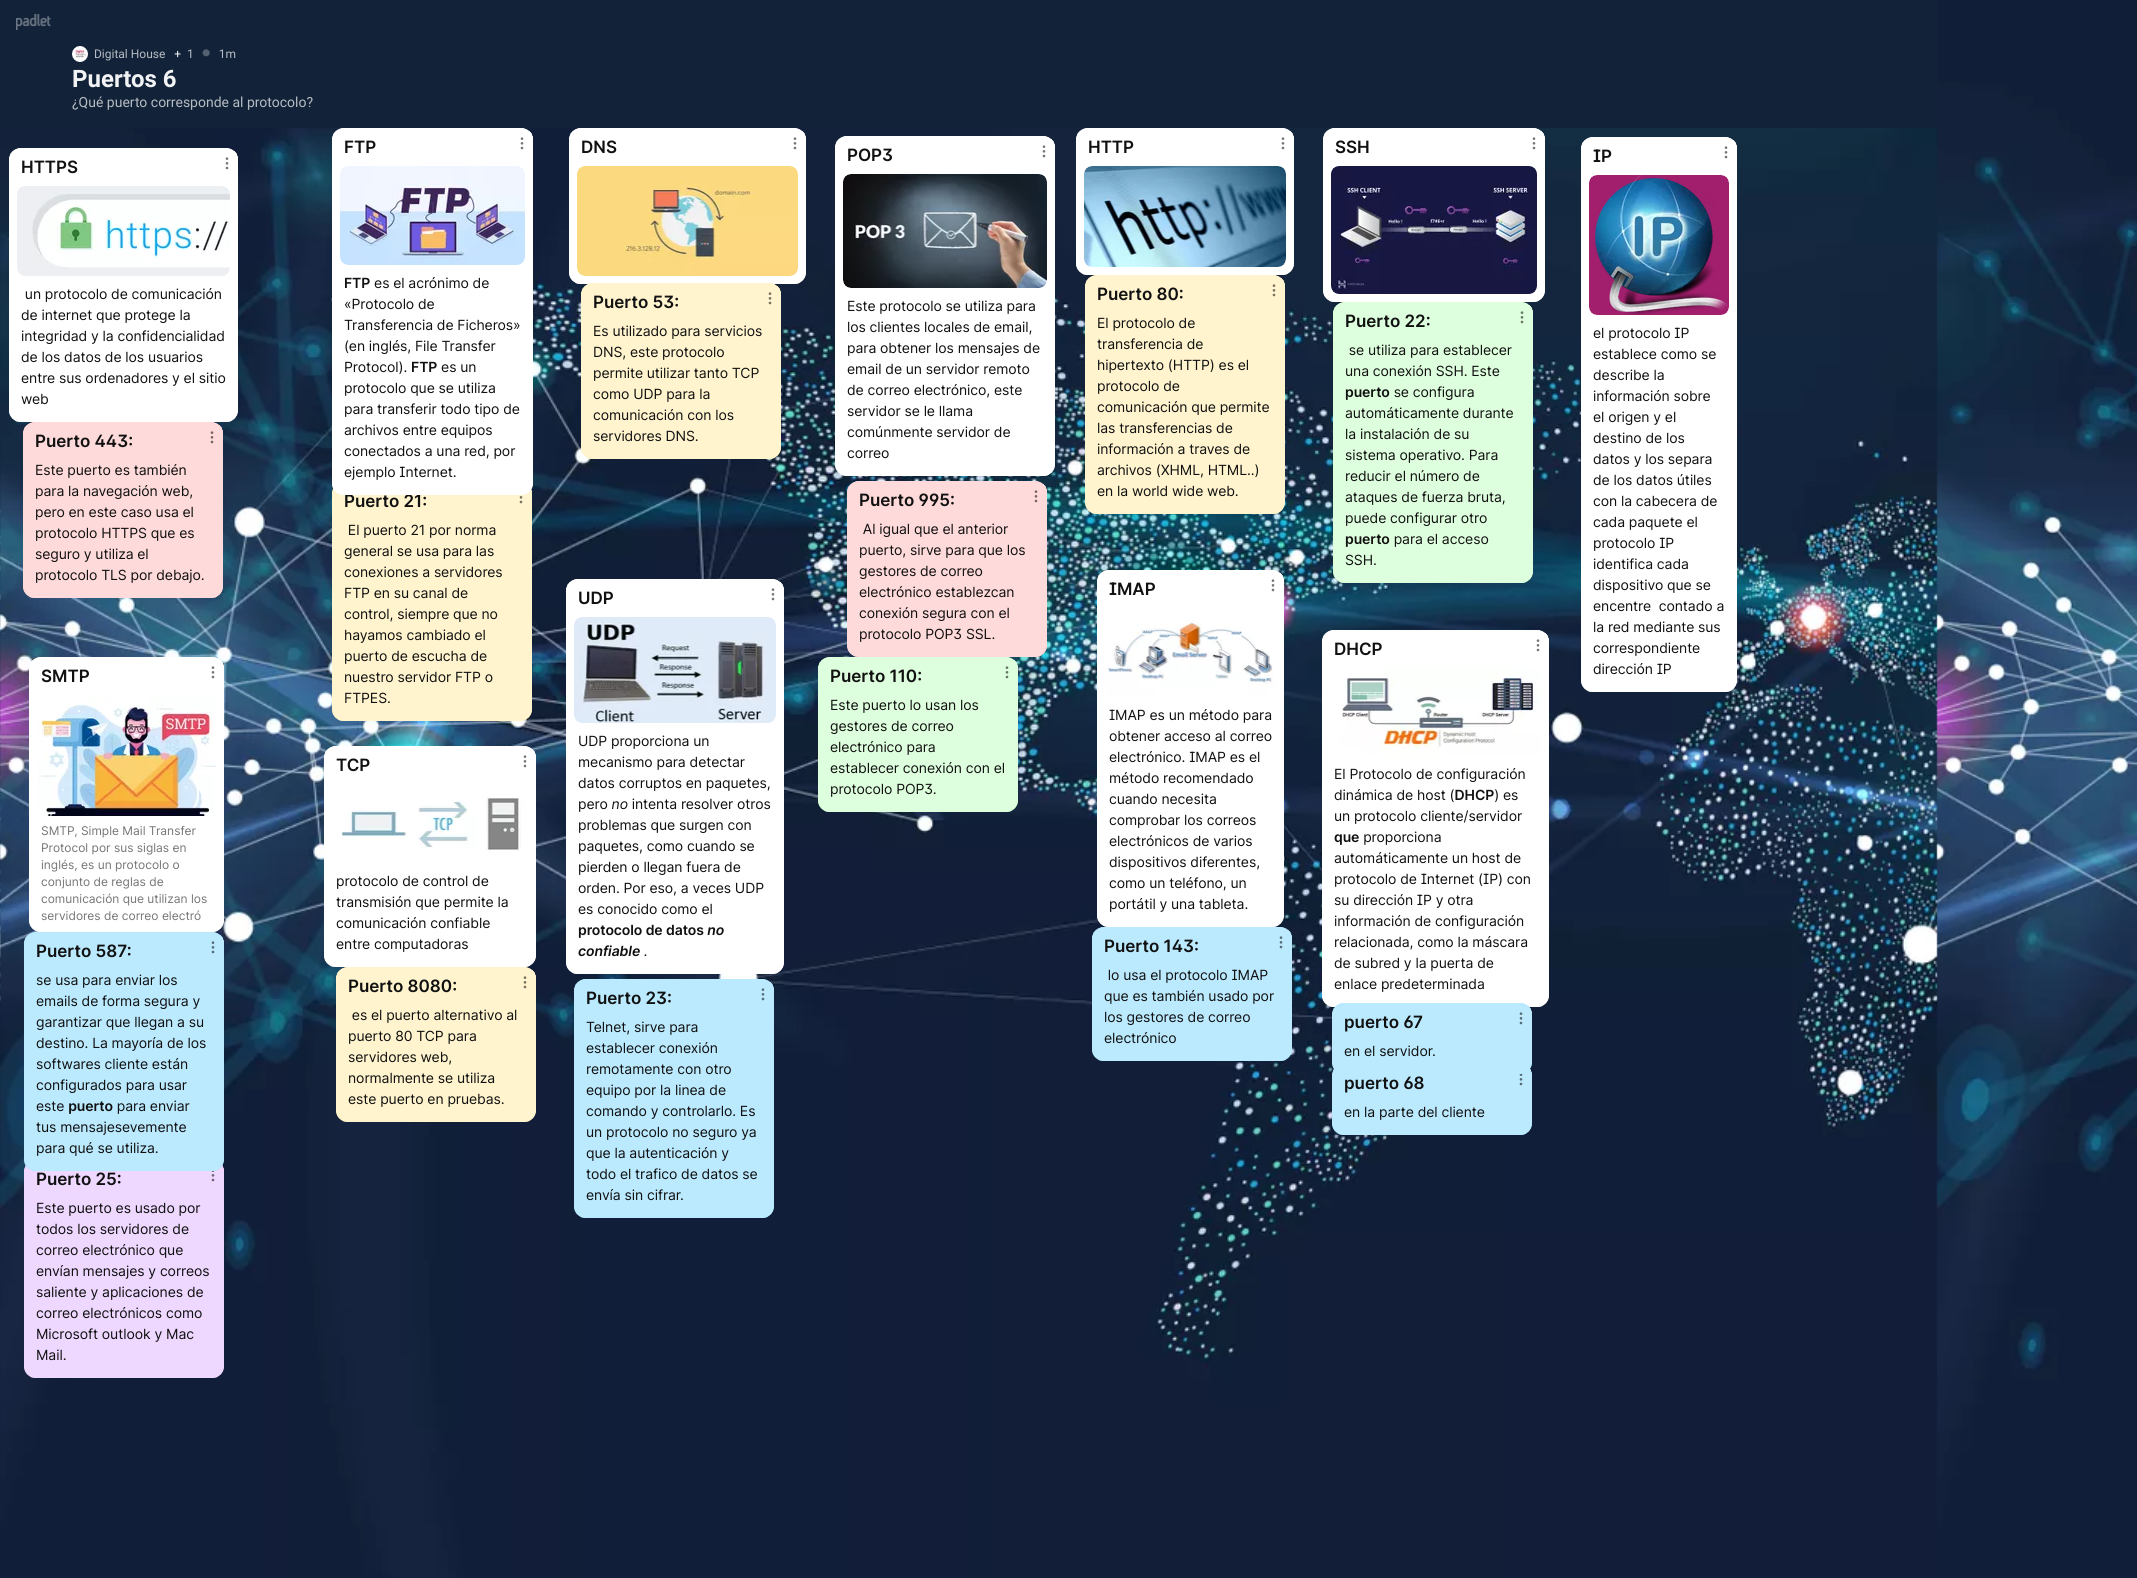 padlet
Digital House + 1 1m
Puertos 6
¿Qué puerto corresponde al protocolo?
HTTPS
https://
un protocolo de comunicación
de internet que protege la
integridad y la confidencialidad
de los datos de los usuarios
entre sus ordenadores y el sitio
web
Puerto 443:
Este puerto es también
para la navegación web,
pero en este caso usa el
protocolo HTTPS que es
seguro y utiliza el
protocolo TLS por debajo.
SMTP
SMTP
SMTP, Simple Mail Transfer
Protocol por sus siglas en
inglés, es un protocolo o
conjunto de reglas de
comunicación que utilizan los
servidores de correo electró
Puerto 587:
se usa para enviar los
emails de forma segura y
garantizar que llegan a su
destino. La mayoría de los
softwares cliente están
configurados para usar
este puerto para enviar
tus mensajesevemente
para qué se utiliza.
Puerto 25:
Este puerto es usado por
todos los servidores de
correo electrónico que
envían mensajes y correos
saliente y aplicaciones de
correo electrónicos como
Microsoft outlook y Mac
Mail.
FTP
FTP
FTP es el acrónimo de
«Protocolo de
Transferencia de Ficheros»
(en inglés, File Transfer
Protocol). FTP es un
protocolo que se utiliza
para transferir todo tipo de
archivos entre equipos
conectados a una red, por
ejemplo Internet.
Puerto 21:
El puerto 21 por norma
general se usa para las
conexiones a servidores
FTP en su canal de
control, siempre que no
hayamos cambiado el
puerto de escucha de
nuestro servidor FTP o
FTPES.
TCP
TCP
protocolo de control de
transmisión que permite la
comunicación confiable
entre computadoras
Puerto 8080:
es el puerto alternativo al
puerto 80 TCP para
servidores web,
normalmente se utiliza
este puerto en pruebas.
DNS
domain.com
216.3.128.12
Puerto 53:
Es utilizado para servicios
DNS, este protocolo
permite utilizar tanto TCP
como UDP para la
comunicación con los
servidores DNS.
UDP
UDP
Request
Response
Response
Client
Server
UDP proporciona un
mecanismo para detectar
datos corruptos en paquetes,
pero no intenta resolver otros
problemas que surgen con
paquetes, como cuando se
pierden o llegan fuera de
orden. Por eso, a veces UDP
es conocido como el
protocolo de datos no
confiable .
Puerto 23:
Telnet, sirve para
establecer conexión
remotamente con otro
equipo por la linea de
comando y controlarlo. Es
un protocolo no seguro ya
que la autenticación y
todo el trafico de datos se
envía sin cifrar.
POP3
POP 3
Este protocolo se utiliza para
los clientes locales de email,
para obtener los mensajes de
email de un servidor remoto
de correo electrónico, este
servidor se le llama
comúnmente servidor de
correo
Puerto 995:
Al igual que el anterior
puerto, sirve para que los
gestores de correo
electrónico establezcan
conexión segura con el
protocolo POP3 SSL.
Puerto 110:
Este puerto lo usan los
gestores de correo
electrónico para
establecer conexión con el
protocolo POP3.
HTTP
http://www
Puerto 80:
El protocolo de
transferencia de
hipertexto (HTTP) es el
protocolo de
comunicación que permite
las transferencias de
información a traves de
archivos (XHML, HTML..)
en la world wide web.
IMAP
Email Server
IMAP es un método para
obtener acceso al correo
electrónico. IMAP es el
método recomendado
cuando necesita
comprobar los correos
electrónicos de varios
dispositivos diferentes,
como un teléfono, un
portátil y una tableta.
Puerto 143:
lo usa el protocolo IMAP
que es también usado por
los gestores de correo
electrónico
SSH
SSH CLIENT
SSH SERVER
Puerto 22:
se utiliza para establecer
una conexión SSH. Este
puerto se configura
automáticamente durante
la instalación de su
sistema operativo. Para
reducir el número de
ataques de fuerza bruta,
puede configurar otro
puerto para el acceso
SSH.
DHCP
DHCP Client
Router
DHCP Server
DHCP Dynamic Host
Configuration Protocol
El Protocolo de configuración
dinámica de host (DHCP) es
un protocolo cliente/servidor
que proporciona
automáticamente un host de
protocolo de Internet (IP) con
su dirección IP y otra
información de configuración
relacionada, como la máscara
de subred y la puerta de
enlace predeterminada
puerto 67
en el servidor.
puerto 68
en la parte del cliente
IP
IP
el protocolo IP
establece como se
describe la
información sobre
el origen y el
destino de los
datos y los separa
de los datos útiles
con la cabecera de
cada paquete el
protocolo IP
identifica cada
dispositivo que se
encentre  contado a
la red mediante sus
correspondiente
dirección IP